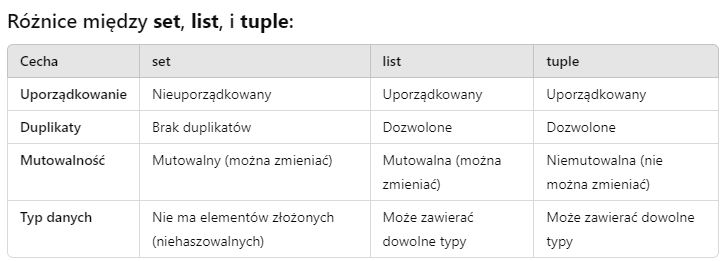 Różnice między set, list, i tuple:
Cecha set list tuple
Uporządkowanie Nieuporządkowany Uporządkowany Uporządkowany
Duplikaty Brak duplikatów Dozwolone Dozwolone
Mutowalność Mutowalny (można zmieniać) Mutowalna (można Niemutowalna (nie
zmieniać) można zmieniać)
Typ danych Nie ma elementów złożonych Może zawierać Może zawierać dowolne
(niehaszowalnych) dowolne typy typy